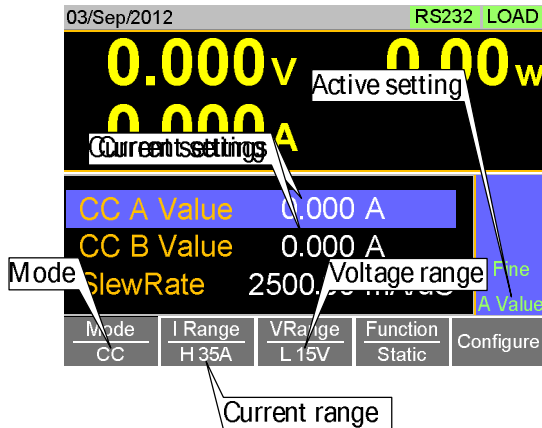 03/Sep/2012 RS232 LOAD
0.000 V 0.00 W
Active setting
0.000 A
Current settings
CC A Value 0.000 A
CC B Value 0.000 A
Mode Voltage range Fine
SlewRate A Value
Mode I Range VRange Function Configure
CC H 35A L 15V Static
Current range